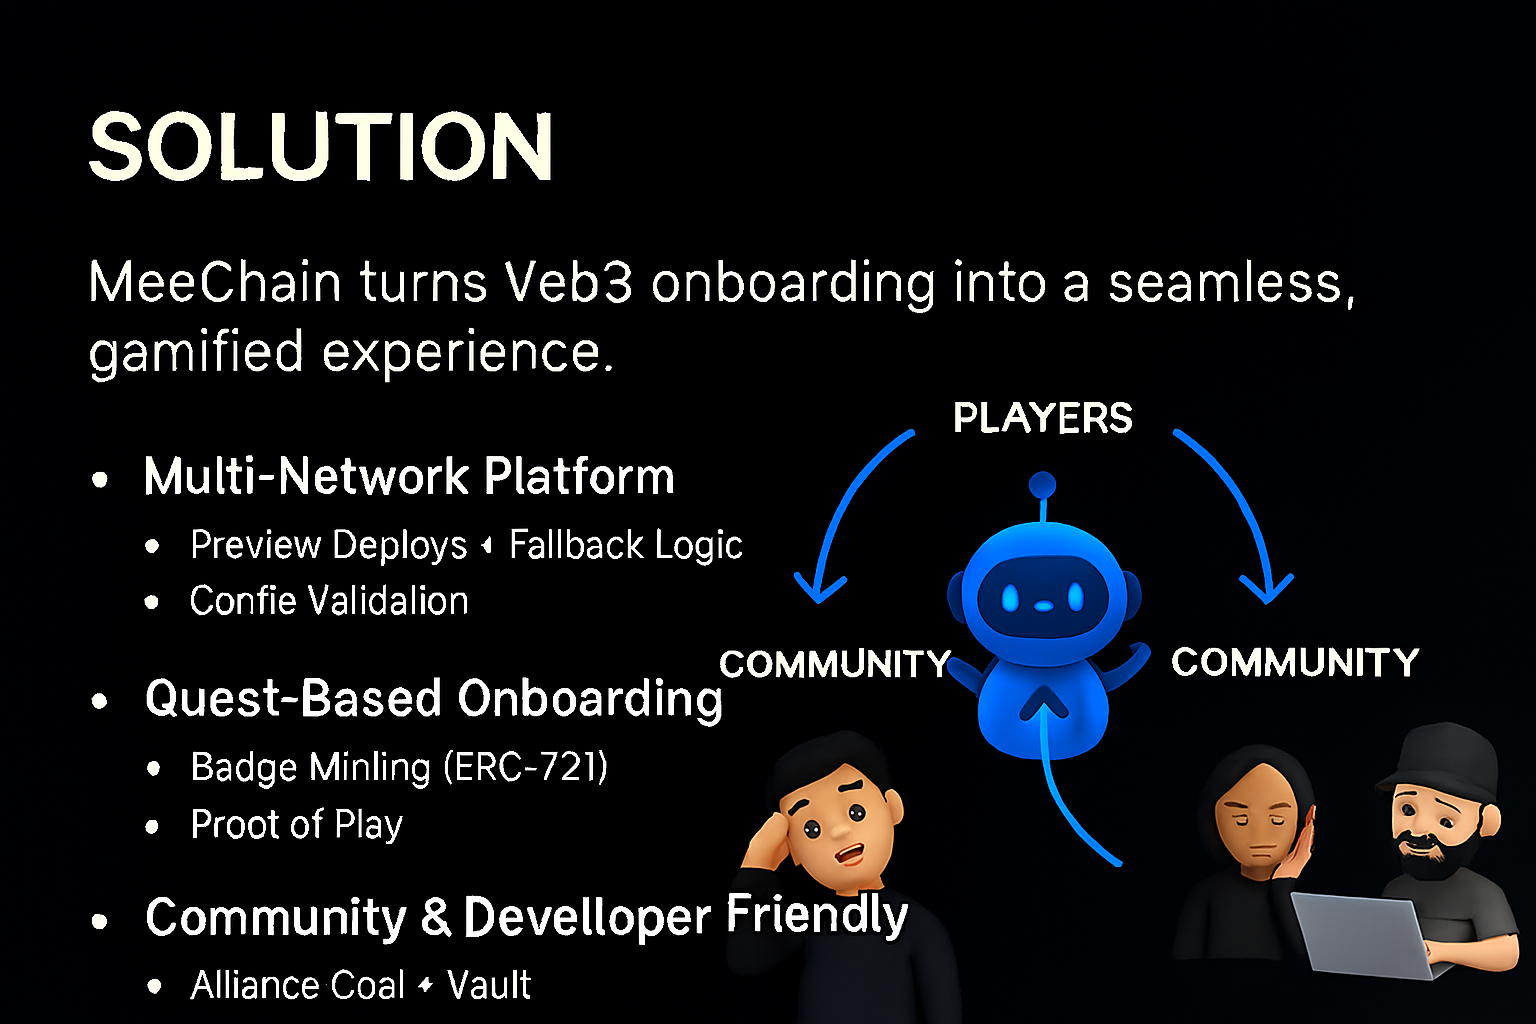 SOLUTION
MeeChain turns Veb3 onboarding into a seamless,
gamified experience.
• Multi-Network Platform
• Preview Deploys Fallback Logic
• Confie Validalion
• Quest-Based Onboarding
• Badge Minling (ERC-721)
• Proot of Play
• Community & Develloper Friendly
• Alliance Coal Vault
PLAYERS
COMMUNITY
COMMUNITY